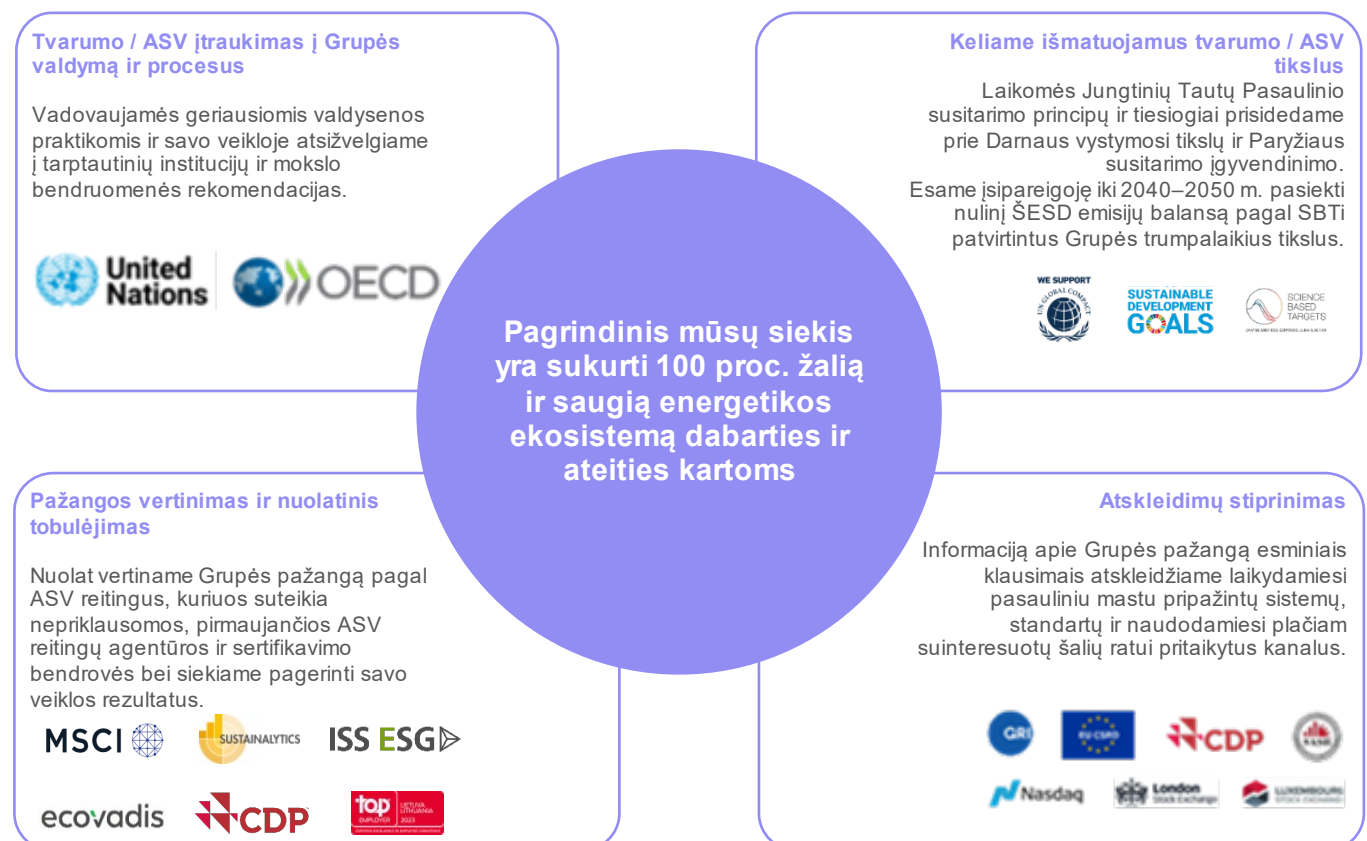 Tvarumo / ASV įtraukimas į Grupės
valdymą ir procesus
Vadovaujamės geriausiomis valdysenos
praktikomis ir savo veikloje atsižvelgiame
į tarptautinių institucijų ir mokslo
bendruomenės rekomendacijas.
United
Nations
OECD
Keliame išmatuojamus tvarumo / ASV
tikslus
Laikomės Jungtinių Tautų Pasaulinio
susitarimo principų ir tiesiogiai prisidedame
prie Darnaus vystymosi tikslų ir Paryžiaus
susitarimo įgyvendinimo.
Esame įsipareigoję iki 2040–2050 m. pasiekti
nulinį ŠESD emisijų balansą pagal SBTi
patvirtintus Grupės trumpalaikius tikslus.
WE SUPPORT
UN GLOBAL COMPACT
SUSTAINABLE
DEVELOPMENT
GOALS
SCIENCE
BASED
TARGETS
Pagrindinis mūsų siekis
yra sukurti 100 proc. žalią
ir saugią energetikos
ekosistemą dabarties ir
ateities kartoms
Pažangos vertinimas ir nuolatinis
tobulėjimas
Nuolat vertiname Grupės pažangą pagal
ASV reitingus, kuriuos suteikia
nepriklausomos, pirmaujančios ASV
reitingų agentūros ir sertifikavimo
bendrovės bei siekiame pagerinti savo
veiklos rezultatus.
MSCI
SUSTAINALYTICS
ISS ESG
ecovadis
CDP
top
EMPLOYER
LIETUVA
LITHUANIA
2023
Atskleidimų stiprinimas
Informaciją apie Grupės pažangą esminiais
klausimais atskleidžiame laikydamiesi
pasauliniu mastu pripažintų sistemų,
standartų ir naudodamiesi plačiam
suinteresuotų šalių ratui pritaikytus kanalus.
GRI
EU CSRD
CDP
SASB
Nasdaq
London
Stock Exchange
LUXEMBOURG
STOCK EXCHANGE